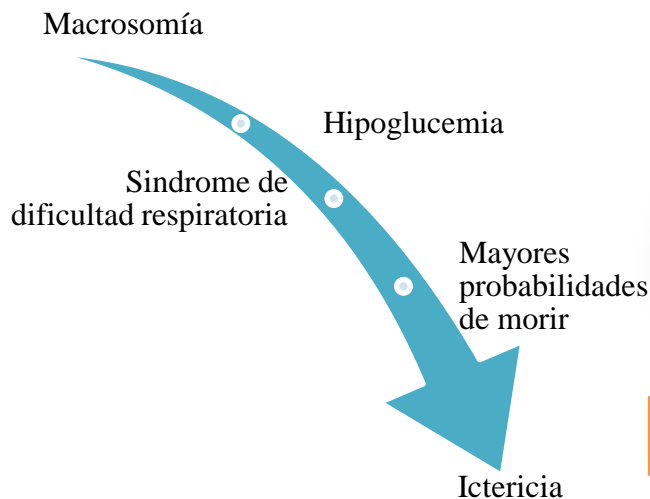 Macrosomía
Hipoglucemia
Sindrome de
dificultad respiratoria
Mayores
probabilidades
de morir
Ictericia